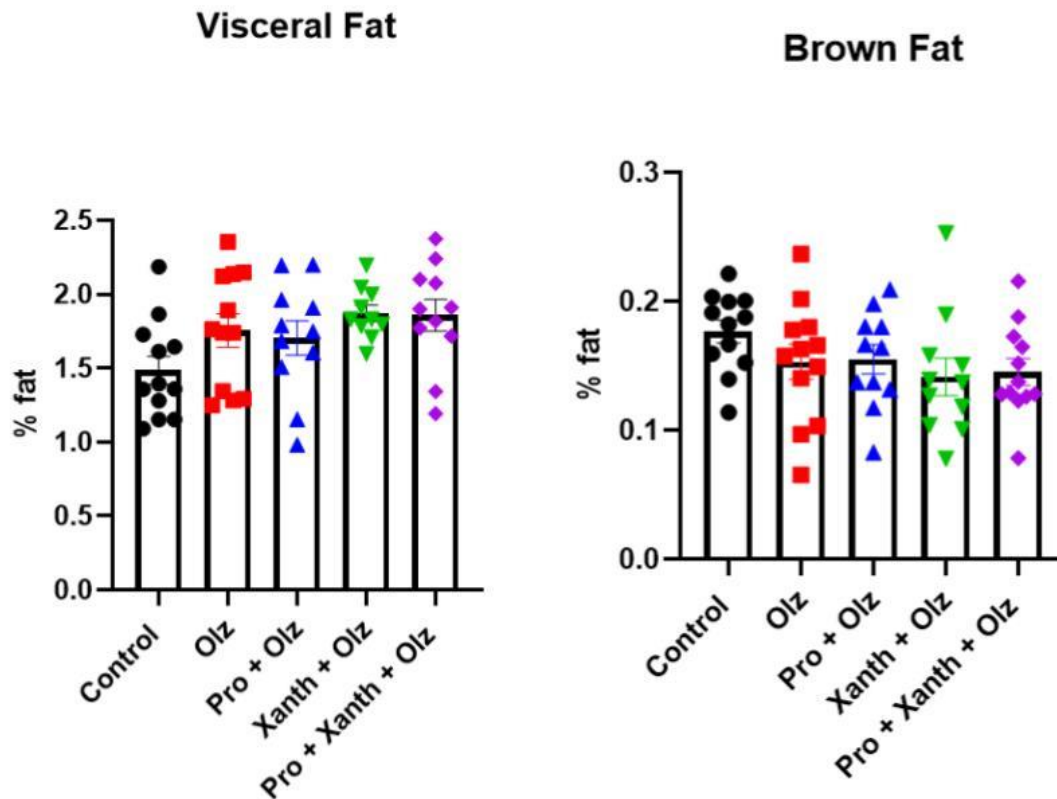 Visceral Fat
% fat
2.5
2.0
1.5
1.0
0.5
0.0
Control
Olz
Pro + Olz
Xanth + Olz
Pro + Xanth + Olz
Brown Fat
% fat
0.3
0.2
0.1
0.0
Control
Olz
Pro + Olz
Xanth + Olz
Pro + Xanth + Olz